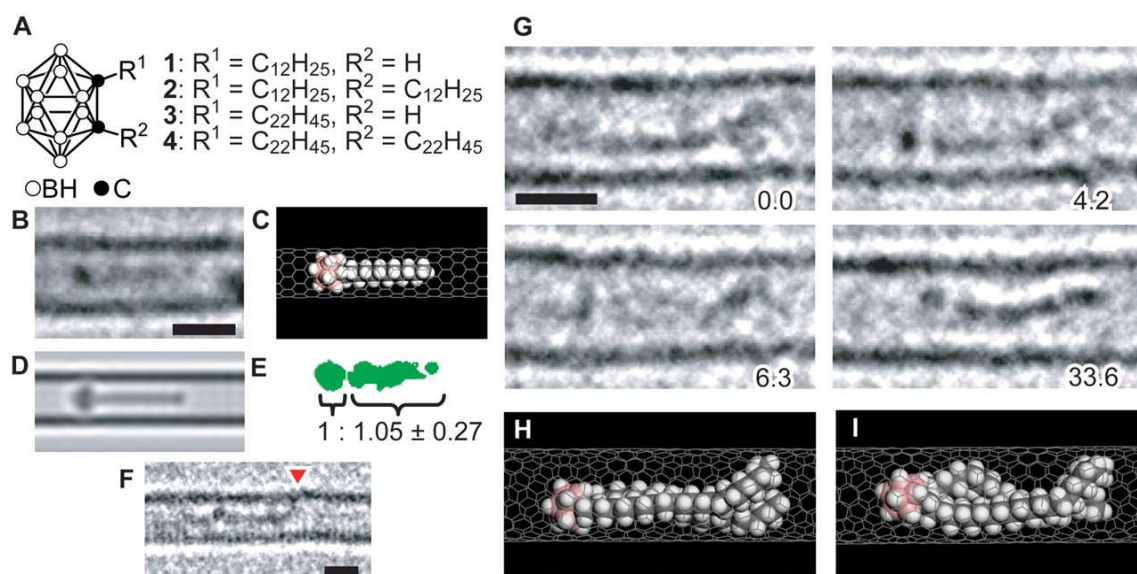 A
R¹
R²
1: R¹ = C₁₂H₂₅, R² = H
2: R¹ = C₁₂H₂₅, R² = C₁₂H₂₅
3: R¹ = C₂₂H₄₅, R² = H
4: R¹ = C₂₂H₄₅, R² = C₂₂H₄₅
BH C
B
C
D
E
1 : 1.05 ± 0.27
F
G
0.0
4.2
6.3
33.6
H
I